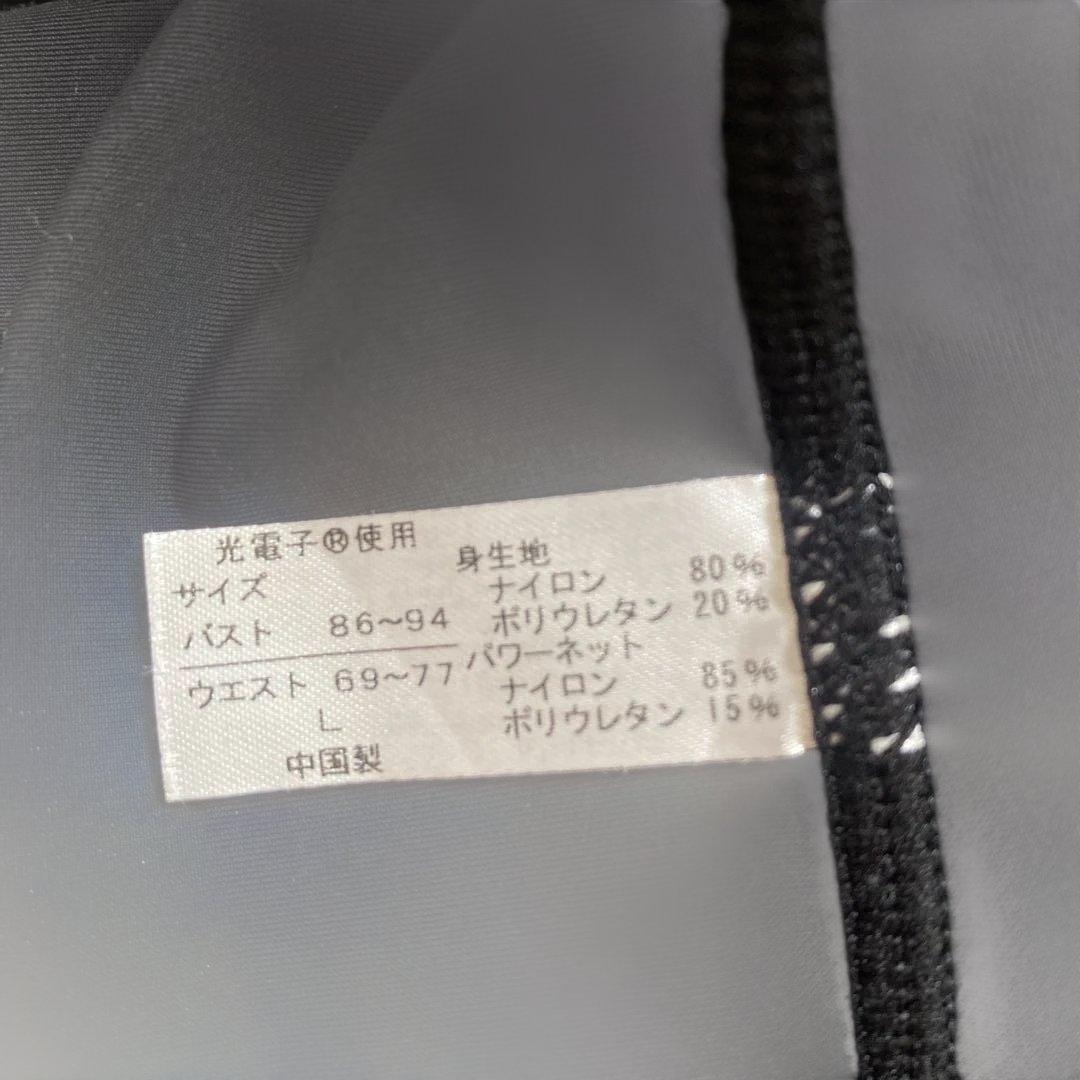 光電子®使用
サイズ
バスト 86~94
ウエスト 69~77
L
中国製
身生地
ナイロン 80%
ポリウレタン 20%
パワーネット
ナイロン 85%
ポリウレタン 15%